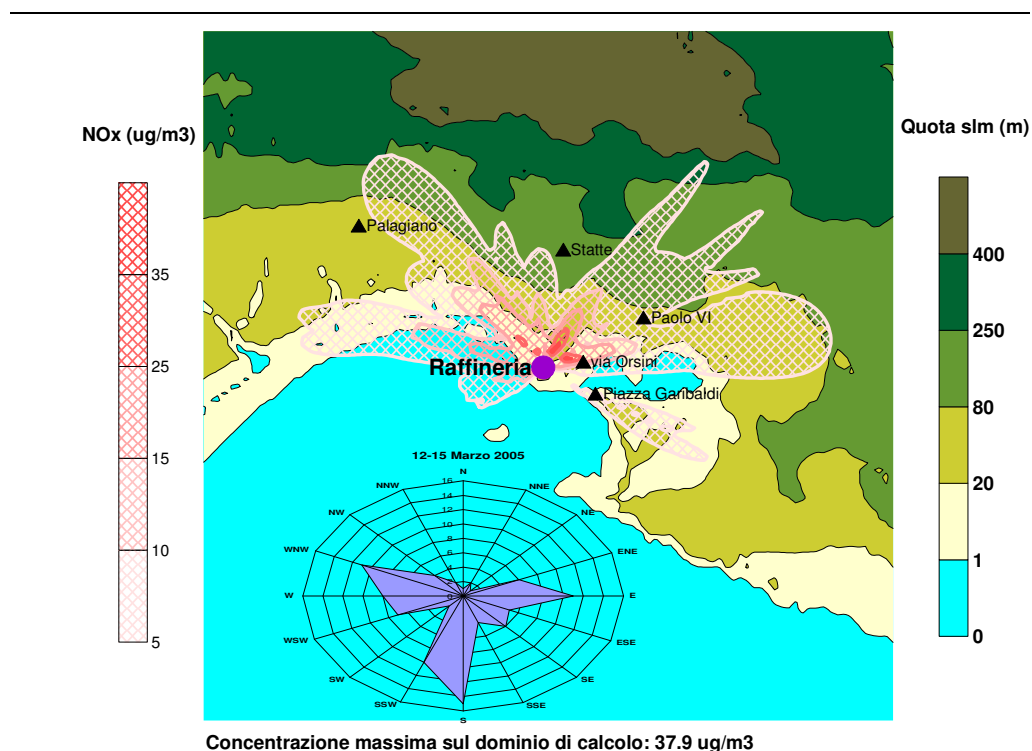 NOx (ug/m3)
35
25
15
10
5
Quota slm (m)
400
250
80
20
1
0
Palagiano
Statte
Paolo VI
via Orsini
Raffineria
Piazza Garibaldi
12-15 Marzo 2005
N
NNE
NE
ENE
E
ESE
SE
SSE
S
SSW
SW
WSW
W
WNW
NW
NNW
16
14
12
10
8
6
4
2
0
Concentrazione massima sul dominio di calcolo: 37.9 ug/m3